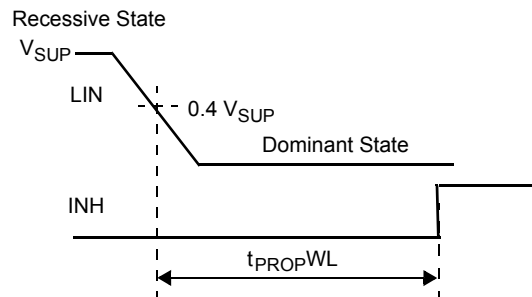 Recessive State
VSUP
LIN
0.4 VSUP
Dominant State
INH
tPROPWL